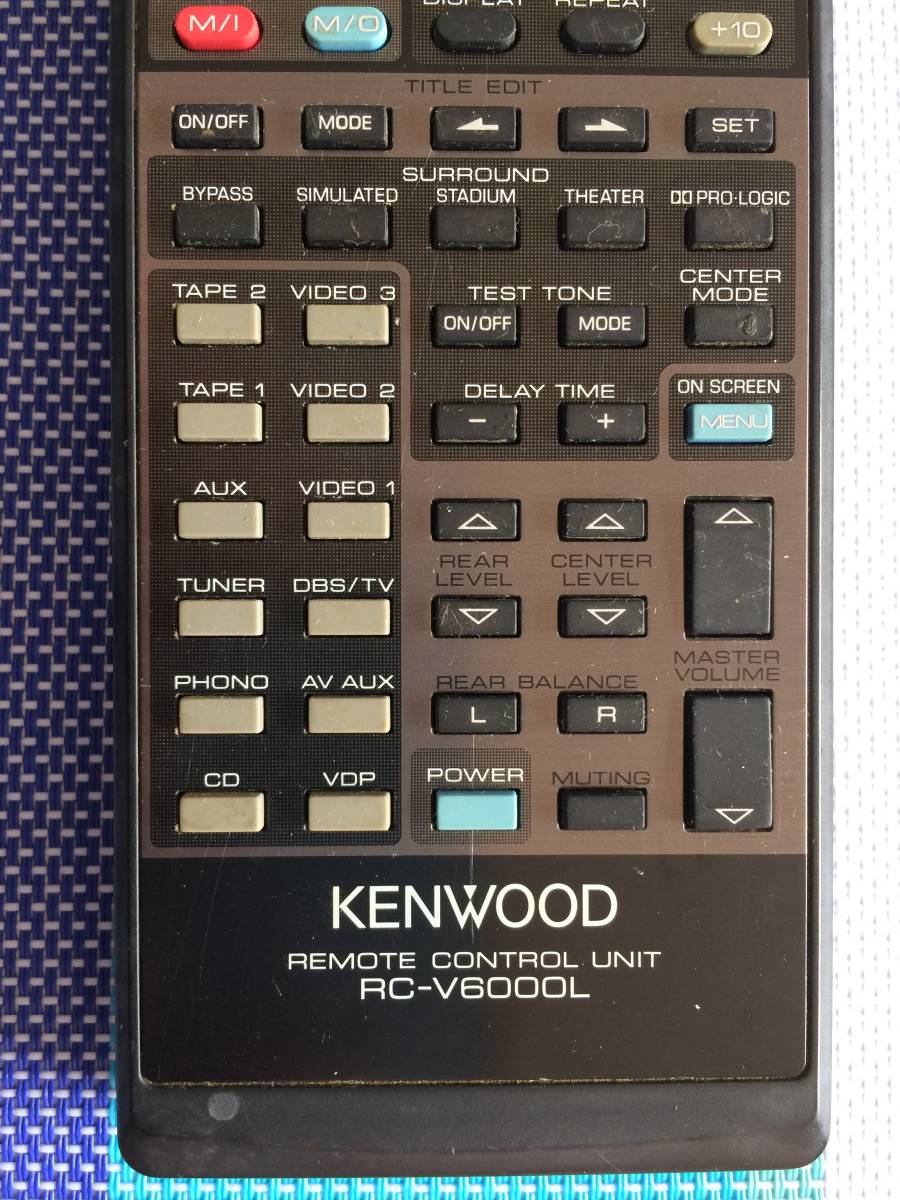 DISPLAY REPEAT
M/I M/O +10
TITLE EDIT
ON/OFF MODE SET
SURROUND
BYPASS SIMULATED STADIUM THEATER PRO·LOGIC
TAPE 2 VIDEO 3 TEST TONE CENTER
MODE
ON/OFF MODE
TAPE 1 VIDEO 2 DELAY TIME ON SCREEN
- + MENU
AUX VIDEO 1
REAR
LEVEL
CENTER
LEVEL
TUNER DBS/TV
MASTER
VOLUME
PHONO AV AUX REAR BALANCE
L R
CD VDP POWER MUTING
KENWOOD
REMOTE CONTROL UNIT
RC-V6000L